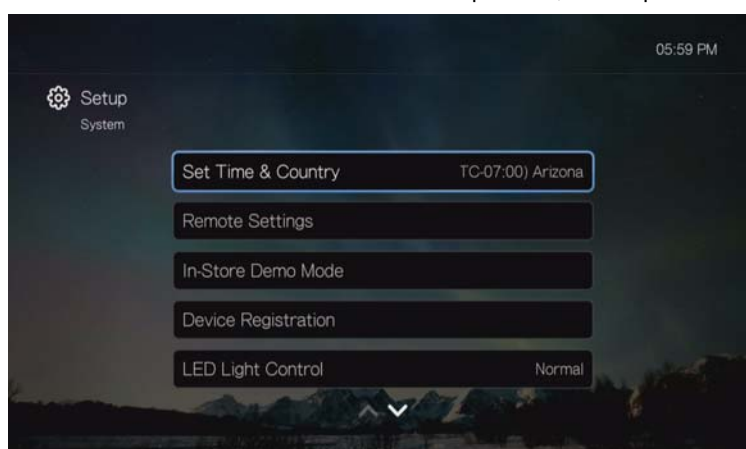 05:59 PM
Setup
System
Set Time & Country TC-07:00) Arizona
Remote Settings
In-Store Demo Mode
Device Registration
LED Light Control Normal